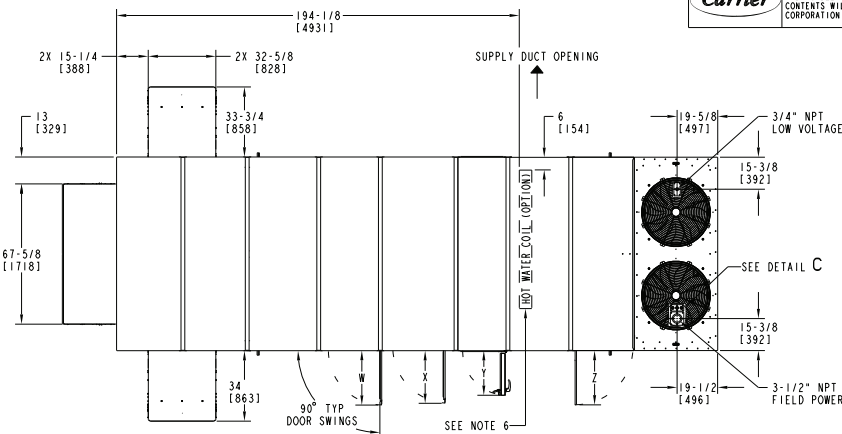 Carrier
CONTENTS WIL
CORPORATION
194-1/8
[4931]
2X 15-1/4
[388]
2X 32-5/8
[828]
SUPPLY DUCT OPENING
13
[329]
33-3/4
[858]
6
[154]
19-5/8
[497]
3/4" NPT
LOW VOLTAGE
15-3/8
[392]
67-5/8
[1718]
HOT WATER COIL (OPTION)
SEE DETAIL C
15-3/8
[392]
34
[863]
W
X
Y
Z
90° TYP
DOOR SWINGS
SEE NOTE 6
19-1/2
[496]
3-1/2" NPT
FIELD POWER